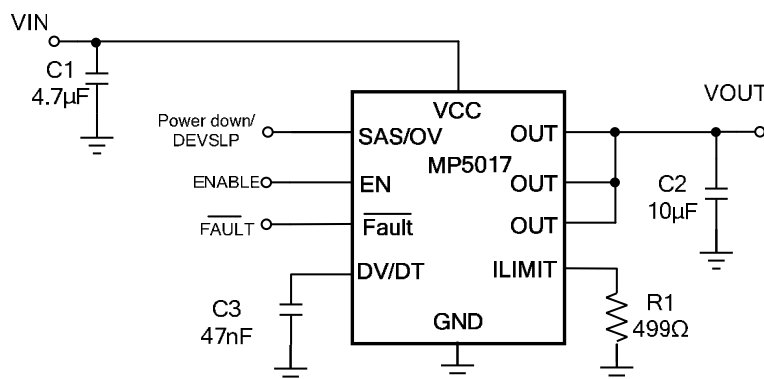 VIN
C1
4.7µF
Power down/
DEVSLP
ENABLE
FAULT
C3
47nF
VCC
MP5017
SAS/OV
EN
Fault
DV/DT
GND
OUT
OUT
OUT
ILIMIT
VOUT
C2
10µF
R1
499Ω